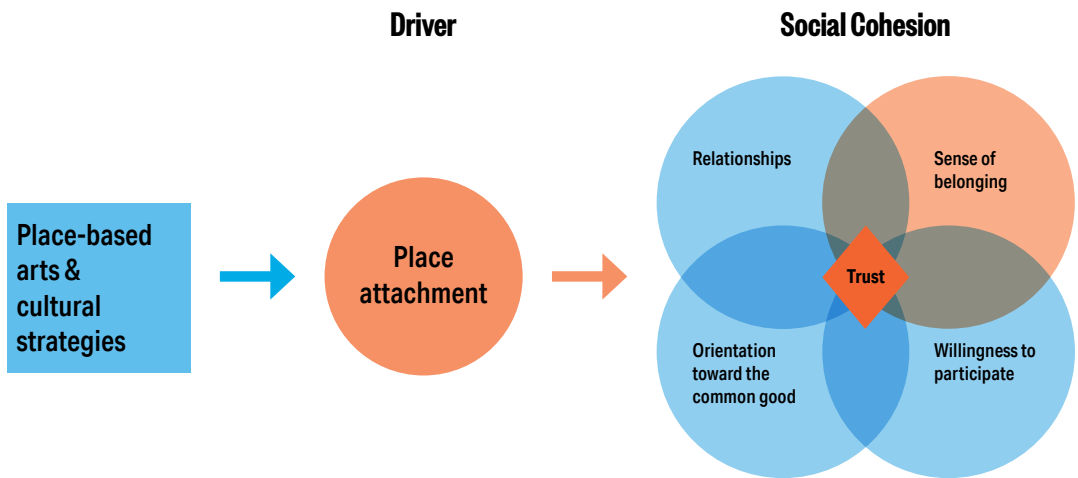 Driver
Social Cohesion
Place-based
arts &
cultural
strategies
Place
attachment
Relationships
Sense of
belonging
Trust
Orientation
toward the
common good
Willingness to
participate